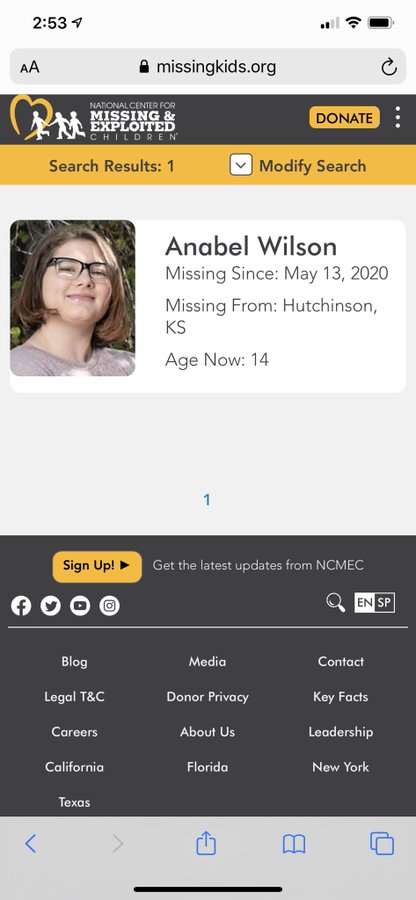 2:53
AA missingkids.org
NATIONAL CENTER FOR
MISSING &
EXPLOITED
CHILDREN
DONATE
Search Results: 1 Modify Search
Anabel Wilson
Missing Since: May 13, 2020
Missing From: Hutchinson,
KS
Age Now: 14
1
Sign Up! Get the latest updates from NCMEC
EN SP
Blog Media Contact
Legal T&C Donor Privacy Key Facts
Careers About Us Leadership
California Florida New York
Texas